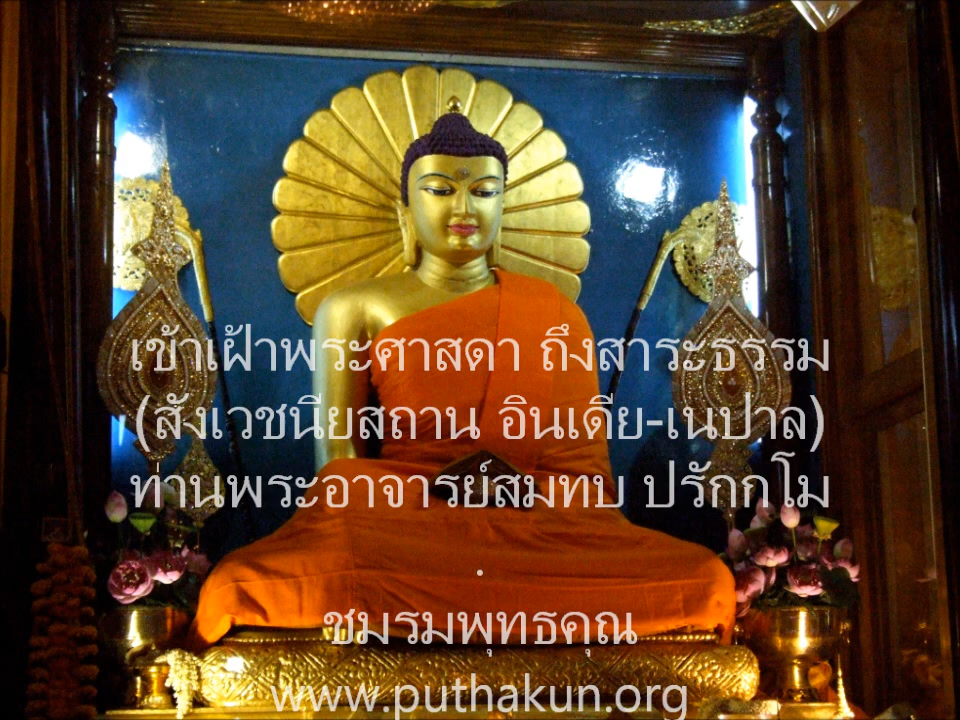 เข้าเฝ้าพระศาสดา ถึงสาระธรรม
(สังเวชนียสถาน อินเดีย-เนปาล)
ท่านพระอาจารย์สมทบ ปรักกโม
.
ชมรมพุทธคุณ
www.puthakun.org